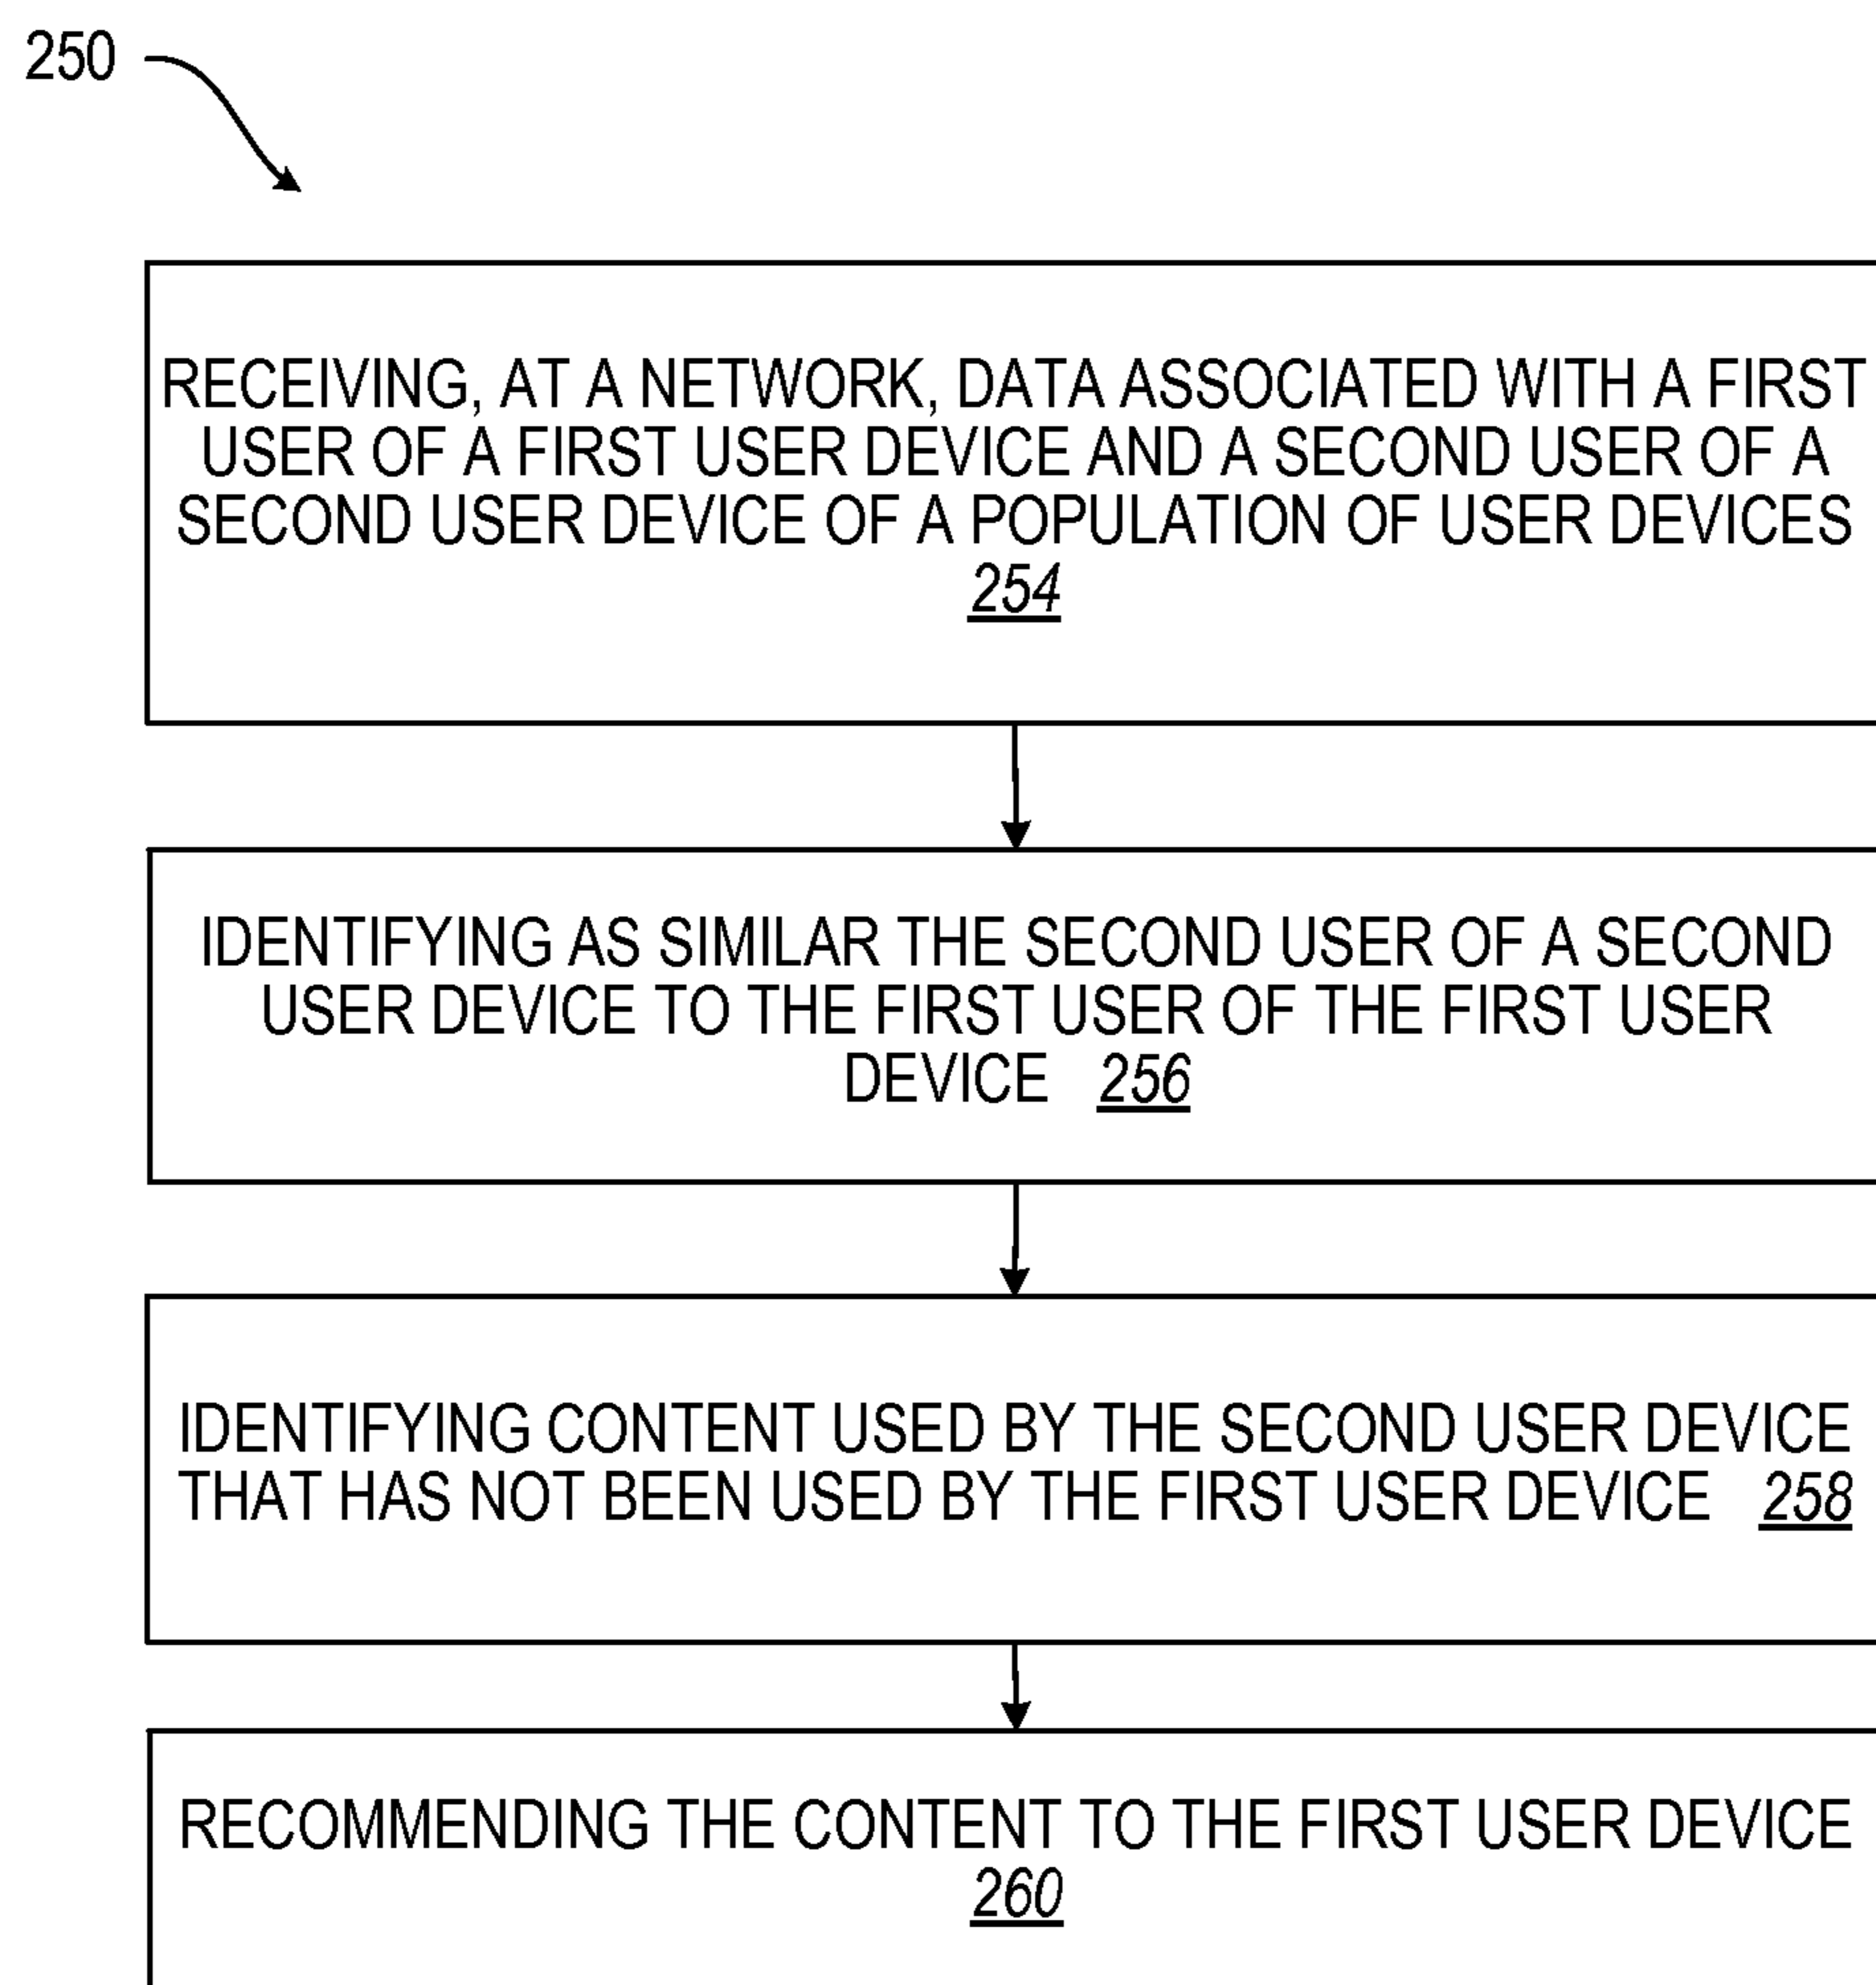 250
RECEIVING, AT A NETWORK, DATA ASSOCIATED WITH A FIRST
USER OF A FIRST USER DEVICE AND A SECOND USER OF A
SECOND USER DEVICE OF A POPULATION OF USER DEVICES
254
IDENTIFYING AS SIMILAR THE SECOND USER OF A SECOND
USER DEVICE TO THE FIRST USER OF THE FIRST USER
DEVICE 256
IDENTIFYING CONTENT USED BY THE SECOND USER DEVICE
THAT HAS NOT BEEN USED BY THE FIRST USER DEVICE 258
RECOMMENDING THE CONTENT TO THE FIRST USER DEVICE
260